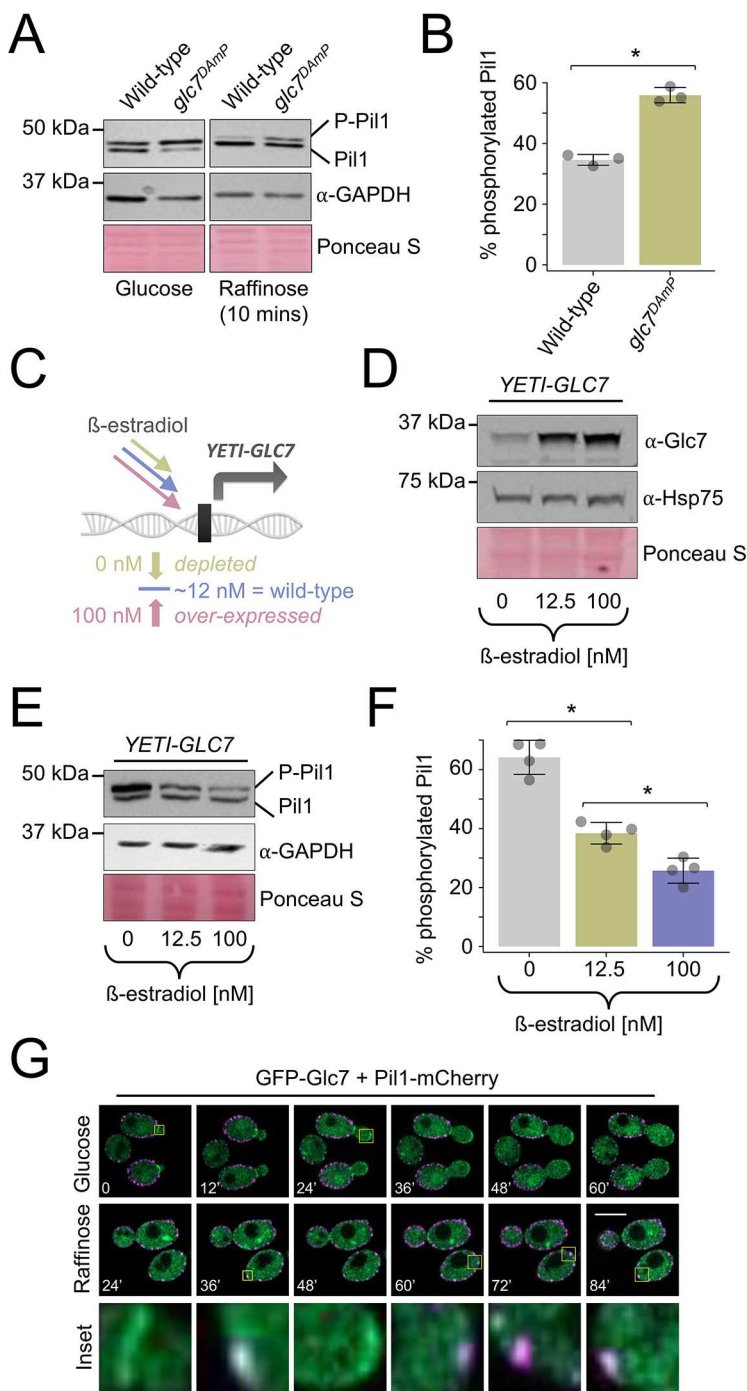 A
Wild-type
glc7DAmP
Wild-type
glc7DAmP
50 kDa
P-Pil1
Pil1
37 kDa
α-GAPDH
Ponceau S
Glucose
Raffinose
(10 mins)
B
*
% phosphorylated Pil1
60
40
20
0
Wild-type
glc7DAmP
C
ß-estradiol
YETI-GLC7
0 nM
depleted
~12 nM = wild-type
100 nM
over-expressed
D
YETI-GLC7
37 kDa
α-Glc7
75 kDa
α-Hsp75
Ponceau S
0 12.5 100
ß-estradiol [nM]
E
YETI-GLC7
50 kDa
P-Pil1
Pil1
37 kDa
α-GAPDH
Ponceau S
0 12.5 100
ß-estradiol [nM]
F
*
*
% phosphorylated Pil1
60
40
20
0
0 12.5 100
ß-estradiol [nM]
G
GFP-Glc7 + Pil1-mCherry
Glucose
0 12’ 24’ 36’ 48’ 60’
Raffinose
24’ 36’ 48’ 60’ 72’ 84’
Inset